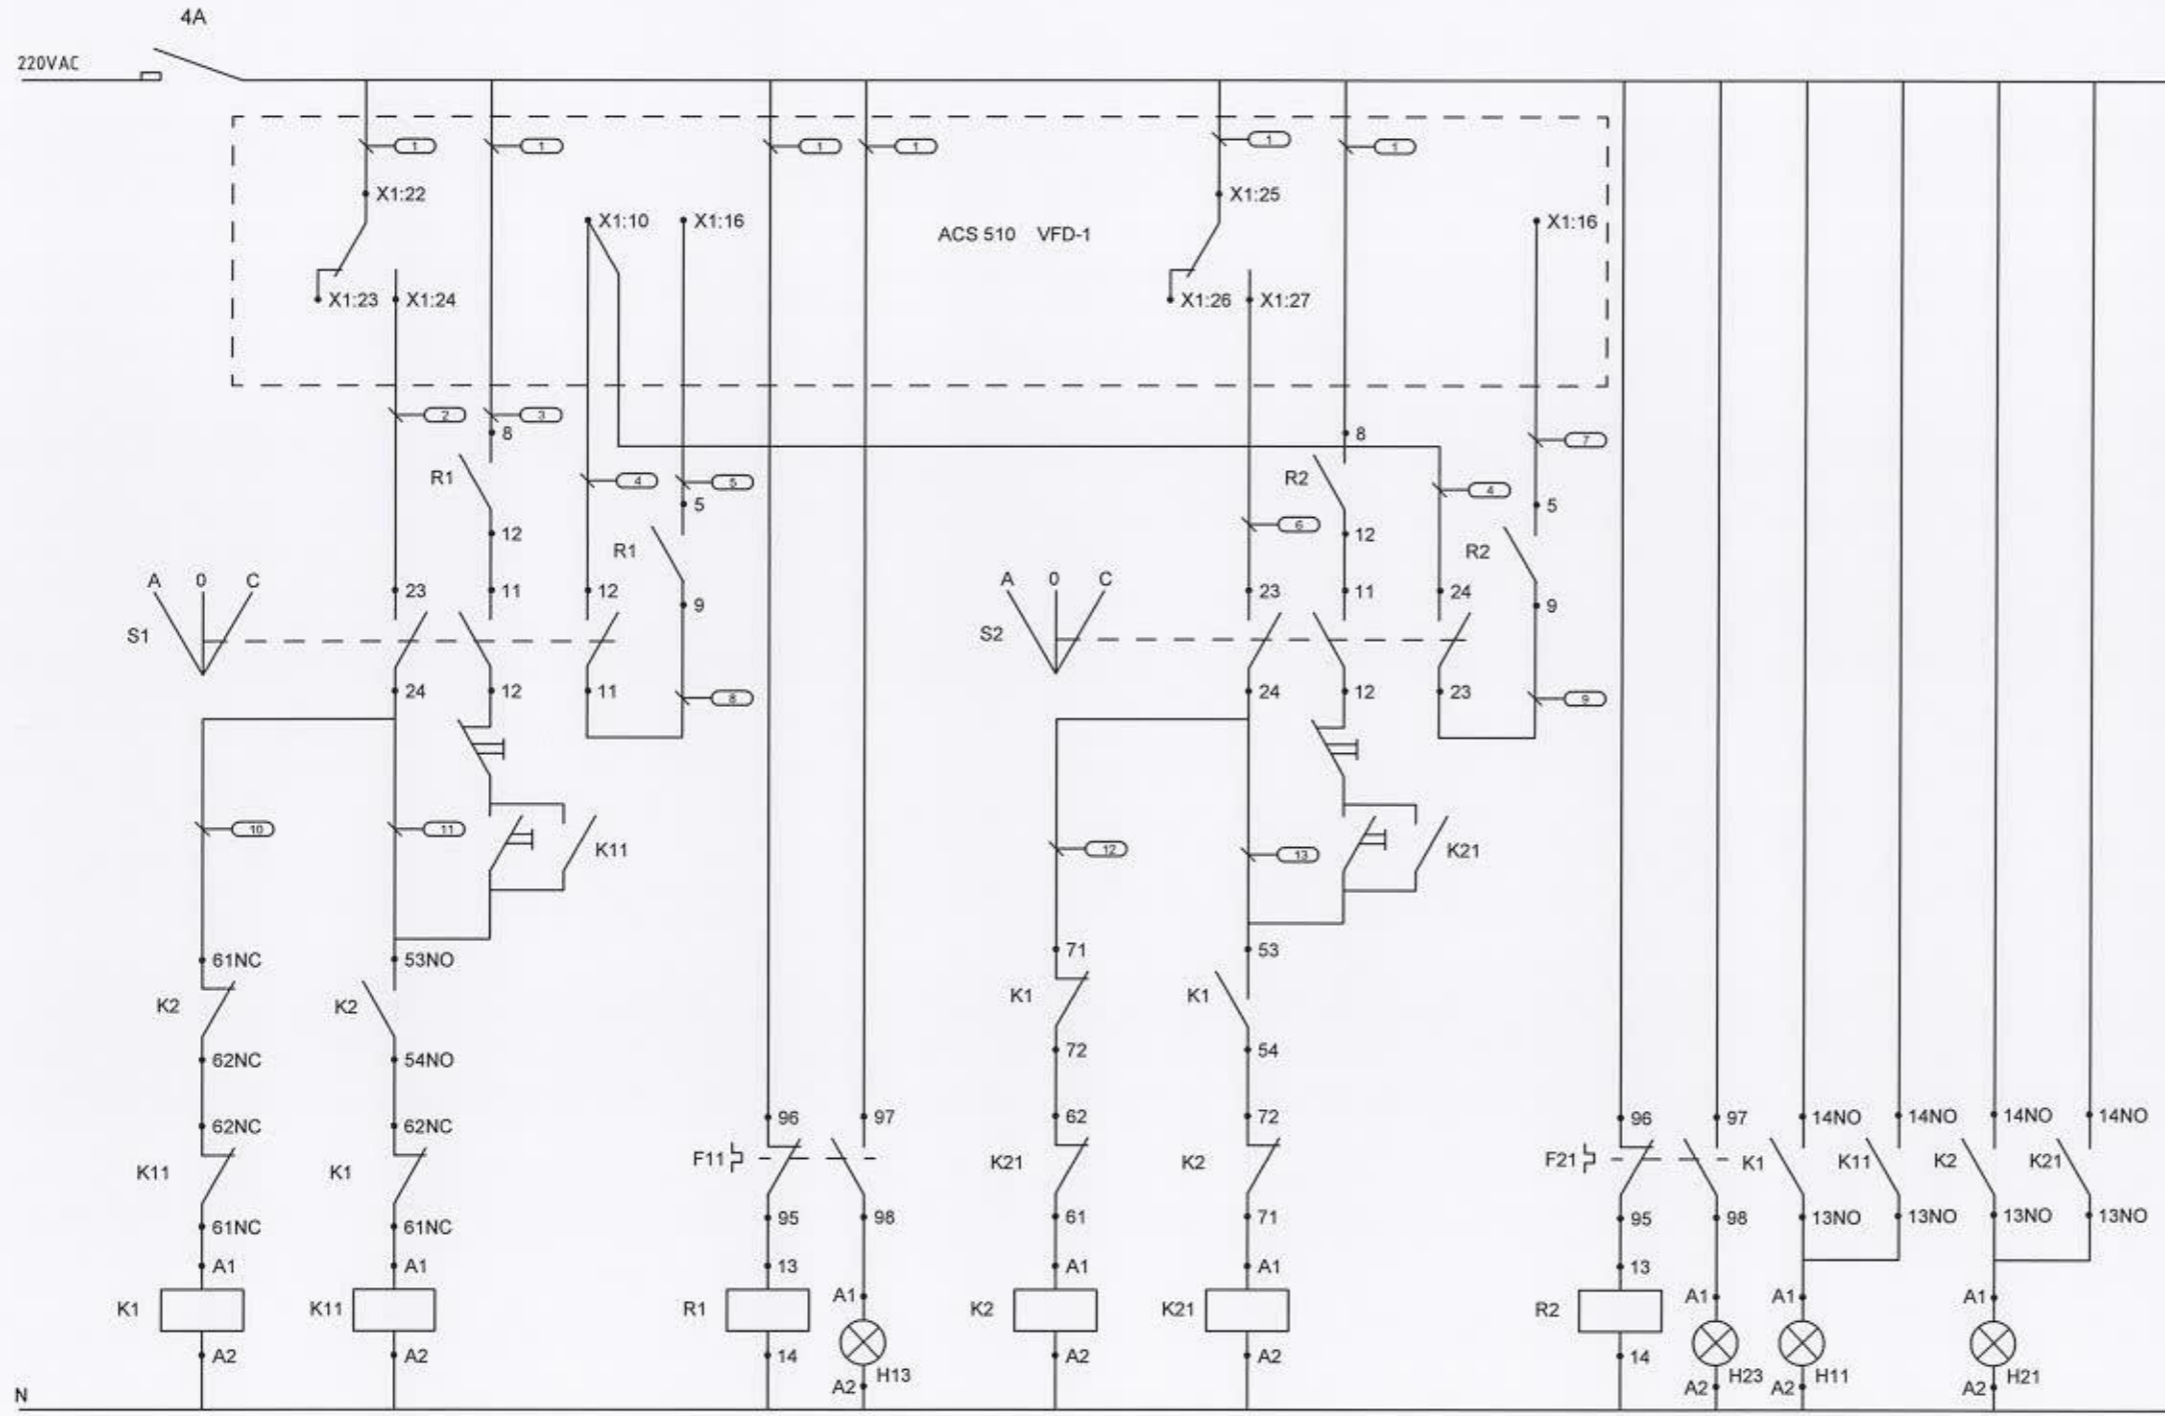 4A
220VAC
1 1 1 1 1 1
X1:22 X1:25
X1:10 X1:16 X1:16
ACS 510 VFD-1
X1:23 X1:24 X1:26 X1:27
2 3
8 8
7
R1 4 5 R2 4
5 5
6
12 12
R1 R2
A 0 C A 0 C
23 11 12 23 11 24
9 9
S1 S2
24 12 11 24 12 23
8 9
10 11
K11 12 13 K21
71 53
61NC 53NO
K2 K2 K1 K1
62NC 54NO 72 54
96 97 62 72 96 97 14NO 14NO 14NO 14NO
62NC 62NC
K11 K1 F11 K21 K2 F21 K1 K11 K2 K21
61NC 61NC 95 98 61 71 95 98 13NO 13NO 13NO 13NO
A1 A1 13 A1 A1 13
A1 A1 A1 A1
K1 K11 R1 K2 K21 R2
A2 A2 14 A2 A2 14
H13 H23 H11 H21
A2 A2 A2 A2
N